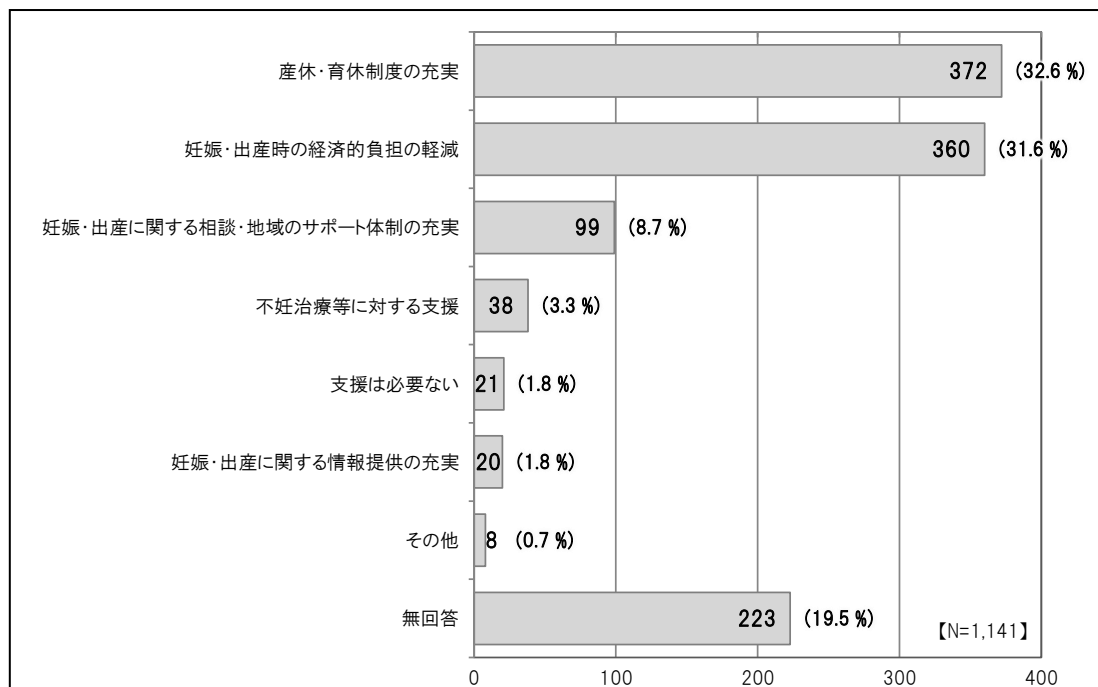 産休・育休制度の充実 372 (32.6 %)
妊娠・出産時の経済的負担の軽減 360 (31.6 %)
妊娠・出産に関する相談・地域のサポート体制の充実 99 (8.7 %)
不妊治療等に対する支援 38 (3.3 %)
支援は必要ない 21 (1.8 %)
妊娠・出産に関する情報提供の充実 20 (1.8 %)
その他 8 (0.7 %)
無回答 223 (19.5 %)
【N=1,141】
0 100 200 300 400